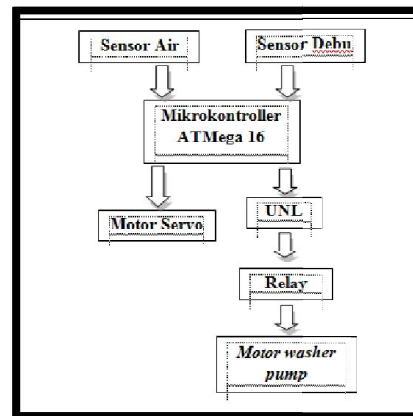 Sensor Air
Sensor Debu
Mikrokontroller
ATMega 16
Motor Servo
UNL
Relay
Motor washer
pump